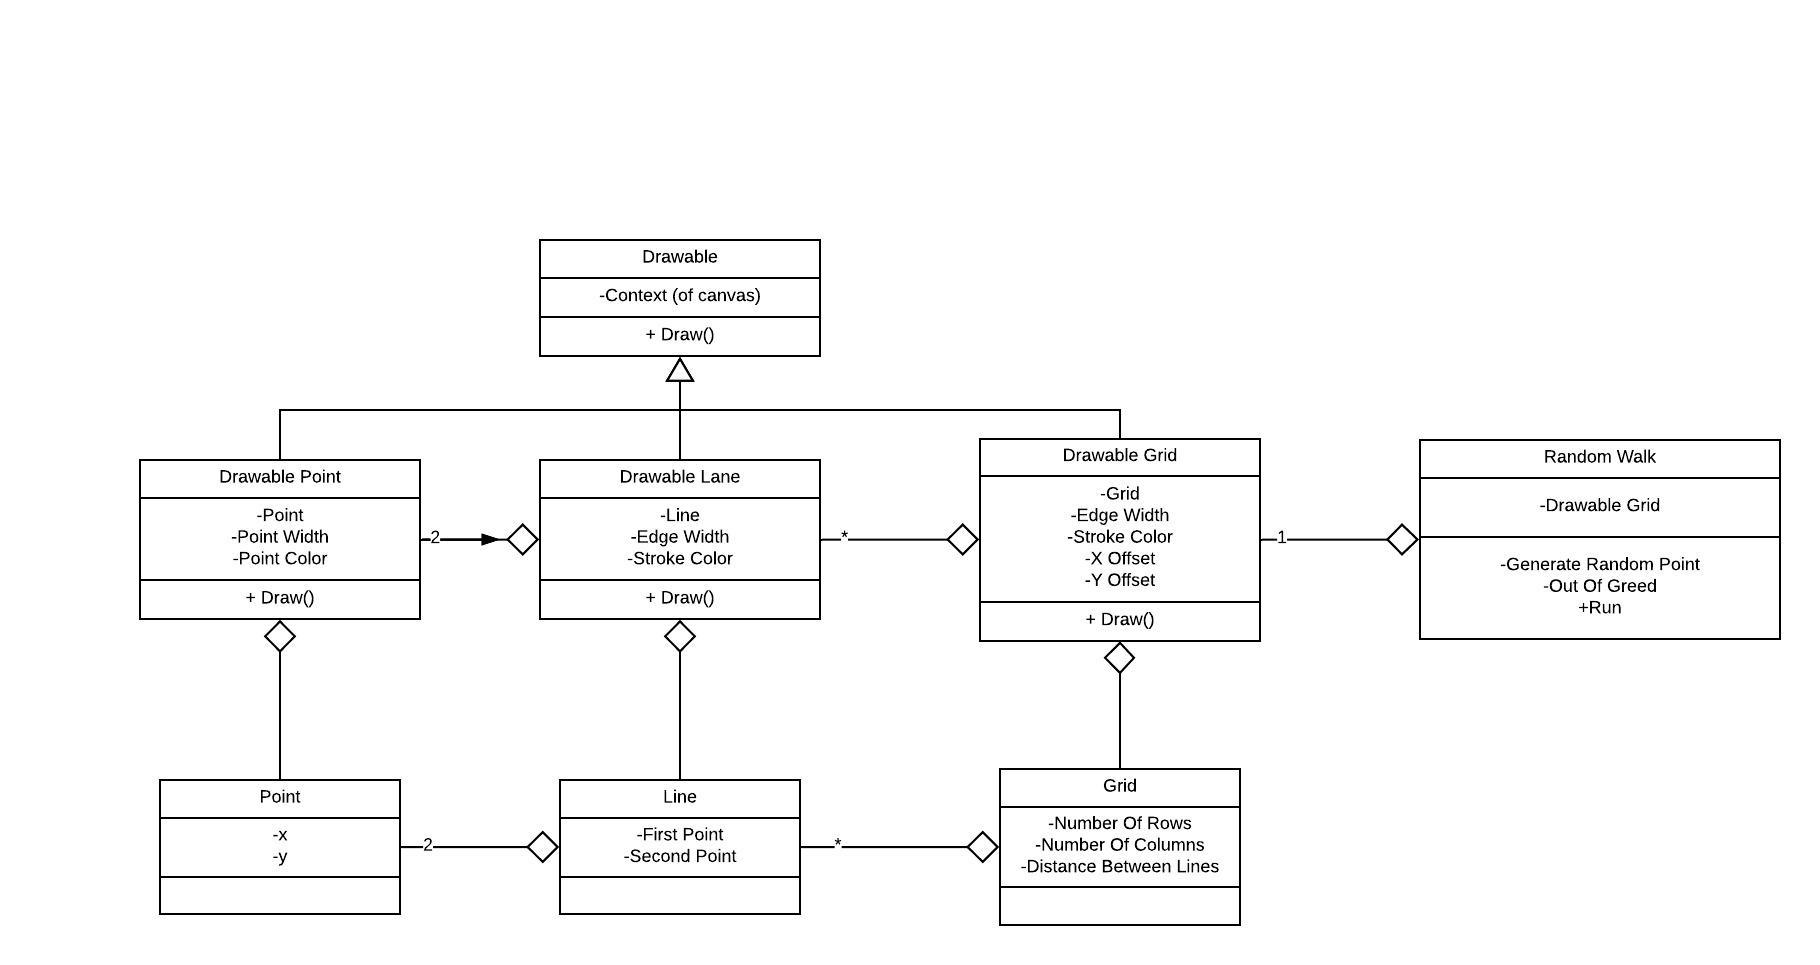 Drawable
-Context (of canvas)
+ Draw()
Drawable Point
-Point
-Point Width
-Point Color
+ Draw()
2
Drawable Lane
-Line
-Edge Width
-Stroke Color
+ Draw()
*
Drawable Grid
-Grid
-Edge Width
-Stroke Color
-X Offset
-Y Offset
+ Draw()
1
Random Walk
-Drawable Grid
-Generate Random Point
-Out Of Greed
+Run
Point
-x
-y
2
Line
-First Point
-Second Point
*
Grid
-Number Of Rows
-Number Of Columns
-Distance Between Lines